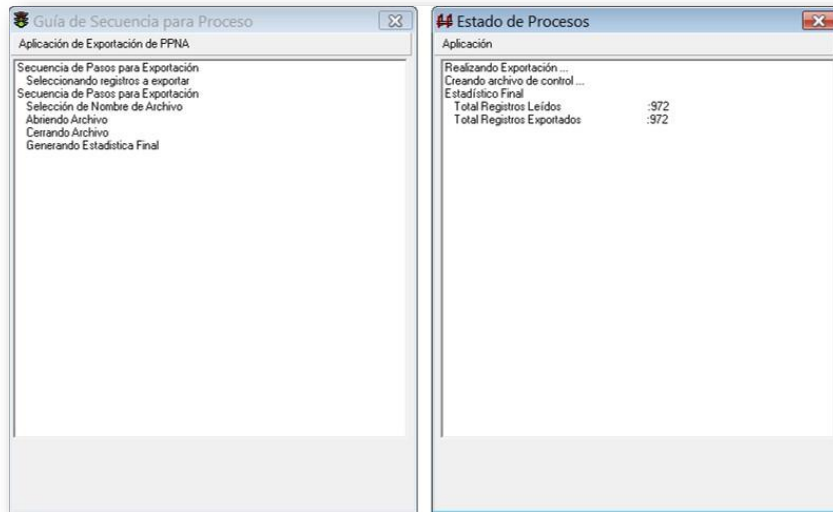 Guía de Secuencia para Proceso
Aplicación de Exportación de PPNA
Secuencia de Pasos para Exportación
Seleccionando registros a exportar
Secuencia de Pasos para Exportación
Selección de Nombre de Archivo
Abriendo Archivo
Cerrando Archivo
Generando Estadistica Final
Estado de Procesos
Aplicación
Realizando Exportación ...
Creando archivo de control ...
Estadístico Final
Total Registros Leídos :972
Total Registros Exportados :972